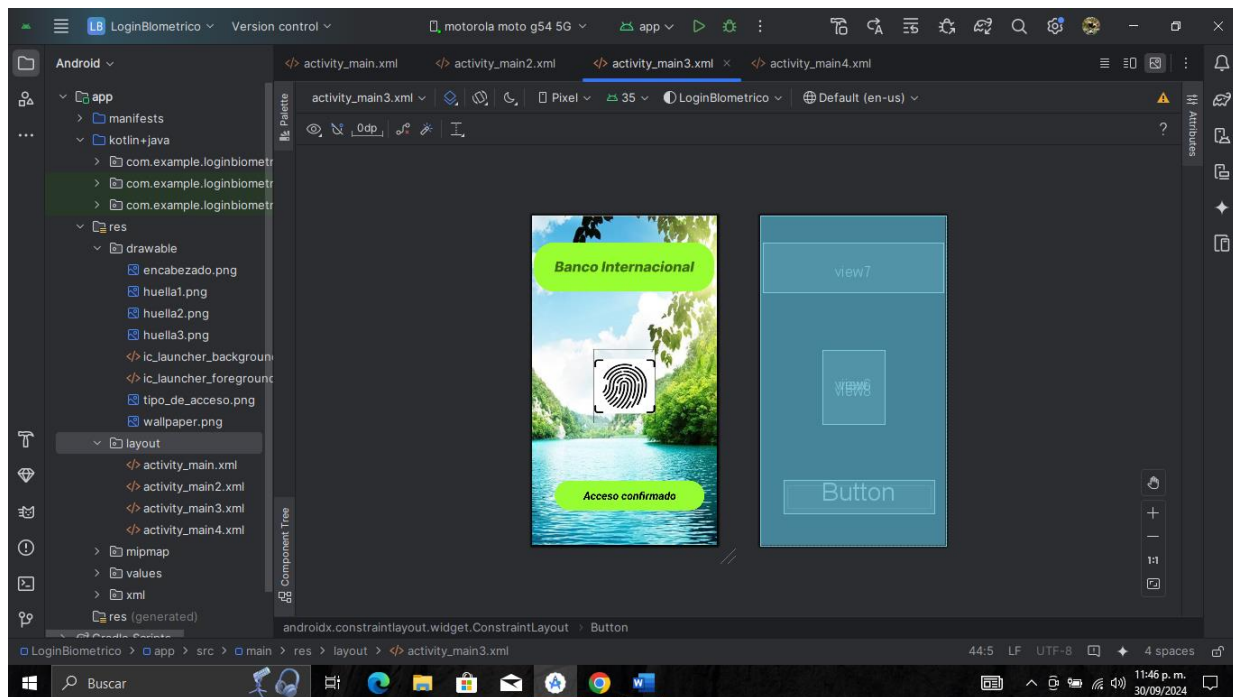 LB LoginBlometrico Version control motorola moto g54 5G app
Android
activity_main.xml activity_main2.xml activity_main3.xml activity_main4.xml
app
manifests
kotlin+java
com.example.loginbiometr
com.example.loginbiometr
com.example.loginbiometr
res
drawable
encabezado.png
huella1.png
huella2.png
huella3.png
ic_launcher_backgroun
ic_launcher_foreground
tipo_de_acceso.png
wallpaper.png
layout
activity_main.xml
activity_main2.xml
activity_main3.xml
activity_main4.xml
mipmap
values
xml
res (generated)
Palette
activity_main3.xml Pixel 35 LoginBlometrico Default (en-us)
0dp
?
Attributes
Banco Internacional
Acceso confirmado
view7
Button
1:1
Component Tree
androidx.constraintlayout.widget.ConstraintLayout > Button
LoginBiometrico > app > src > main > res > layout > activity_main3.xml 44:5 LF UTF-8 4 spaces
Buscar
11:46 p. m.
30/09/2024